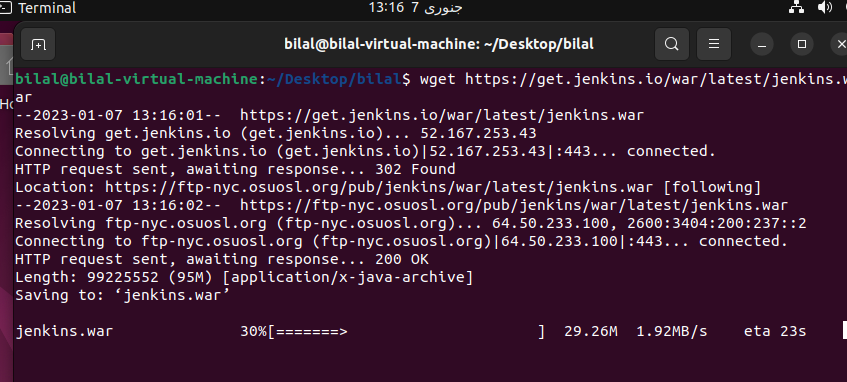 Terminal
13:16 7 جنوری
bilal@bilal-virtual-machine: ~/Desktop/bilal
bilal@bilal-virtual-machine:~/Desktop/bilal$ wget https://get.jenkins.io/war/latest/jenkins.w
ar
--2023-01-07 13:16:01--  https://get.jenkins.io/war/latest/jenkins.war
Resolving get.jenkins.io (get.jenkins.io)... 52.167.253.43
Connecting to get.jenkins.io (get.jenkins.io)|52.167.253.43|:443... connected.
HTTP request sent, awaiting response... 302 Found
Location: https://ftp-nyc.osuosl.org/pub/jenkins/war/latest/jenkins.war [following]
--2023-01-07 13:16:02--  https://ftp-nyc.osuosl.org/pub/jenkins/war/latest/jenkins.war
Resolving ftp-nyc.osuosl.org (ftp-nyc.osuosl.org)... 64.50.233.100, 2600:3404:200:237::2
Connecting to ftp-nyc.osuosl.org (ftp-nyc.osuosl.org)|64.50.233.100|:443... connected.
HTTP request sent, awaiting response... 200 OK
Length: 99225552 (95M) [application/x-java-archive]
Saving to: ‘jenkins.war’
jenkins.war 30%[=======> ] 29.26M 1.92MB/s eta 23s